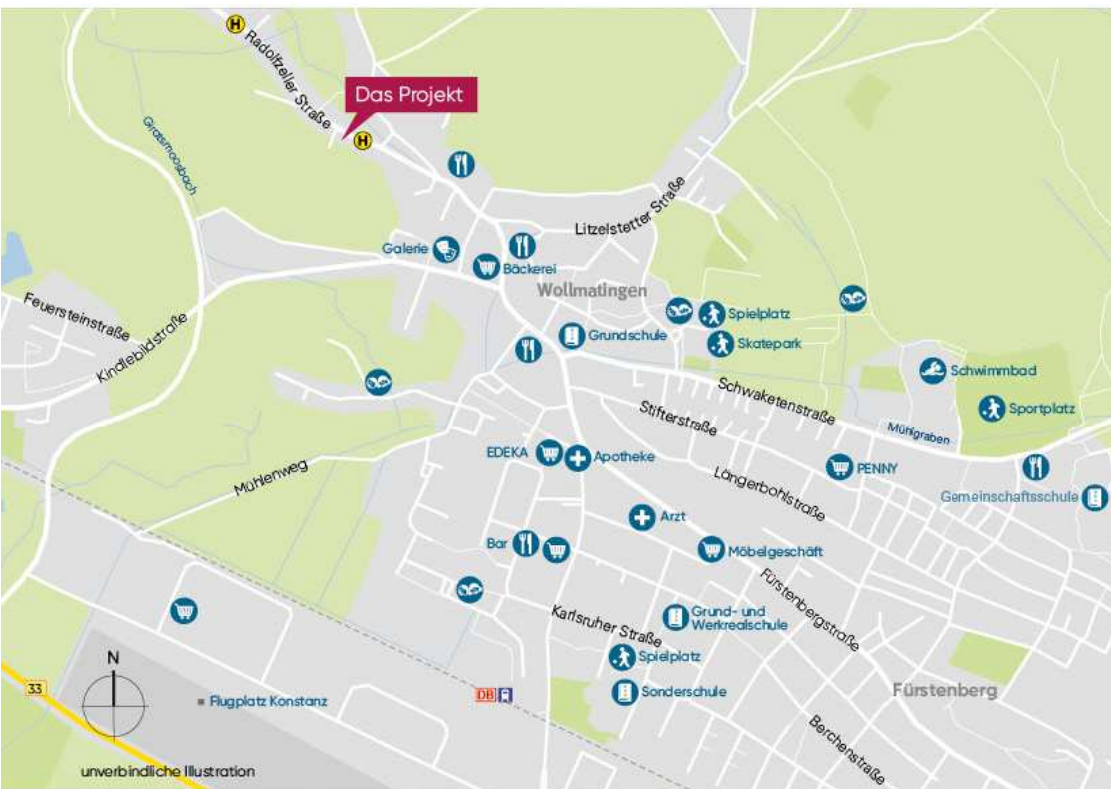 H
Radolfzeller Straße
Das Projekt
H
Giratsmoosbach
Litzelstetter Straße
Galerie
Bäckerei
Wollmatingen
Feuersteinstraße
Kindlebildstraße
Spielplatz
Grundschule
Skatepark
Schwimmbad
Schwaketenstraße
Sportplatz
Stifterstraße
Mühlgraben
EDEKA
Apotheke
PENNY
Mühlenweg
Längerbohlstraße
Gemeinschaftsschule
Arzt
Bar
Möbelgeschäft
Fürstenbergstraße
Karlsruher Straße
Grund- und
Werkrealschule
Spielplatz
N
33
DB
Sonderschule
Fürstenberg
Flugplatz Konstanz
Berchenstraße
unverbindliche Illustration